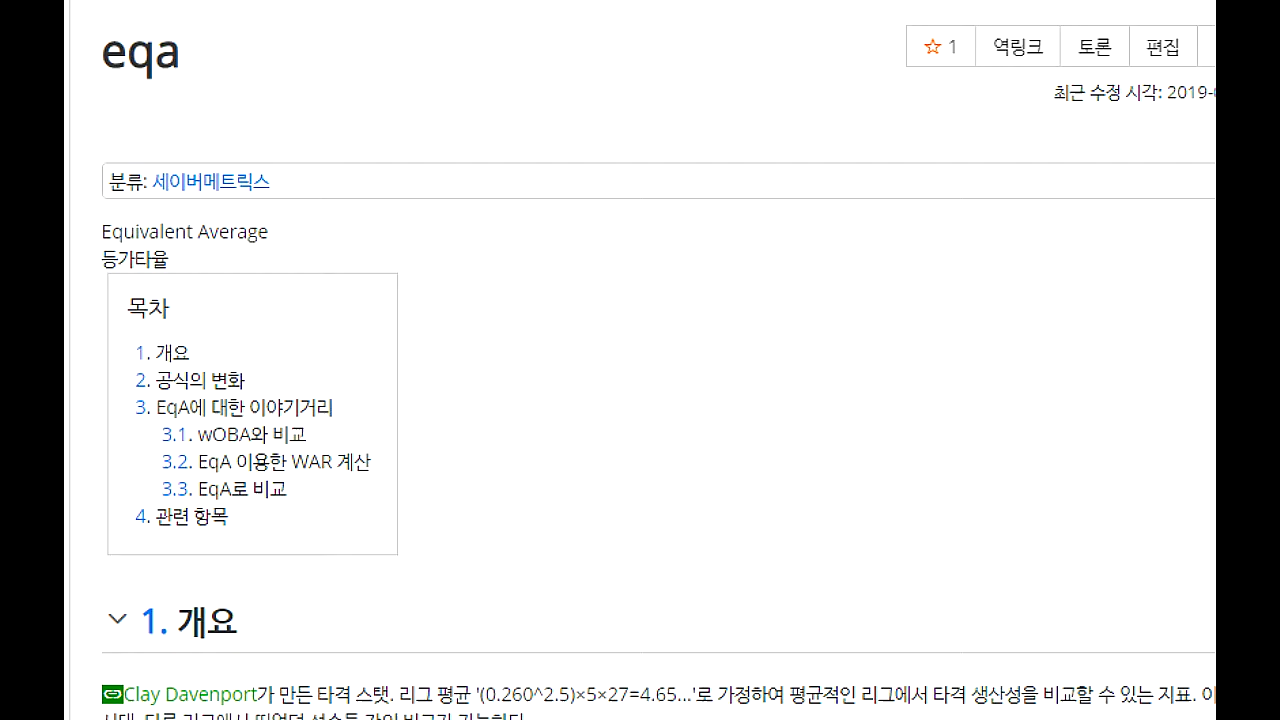 eqa
☆ 1 역링크 토론 편집
최근 수정 시각: 2019-
분류: 세이버메트릭스
Equivalent Average
등가타율
목차
1. 개요
2. 공식의 변화
3. EqA에 대한 이야기거리
3.1. wOBA와 비교
3.2. EqA 이용한 WAR 계산
3.3. EqA로 비교
4. 관련 항목
1. 개요
Clay Davenport가 만든 타격 스탯. 리그 평균 '(0.260^2.5)×5×27=4.65...'로 가정하여 평균적인 리그에서 타격 생산성을 비교할 수 있는 지표.